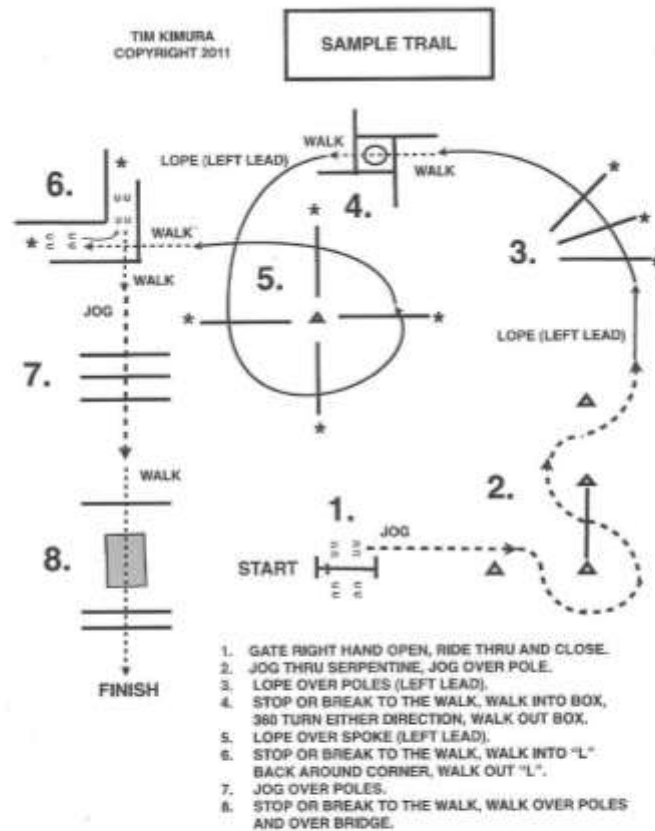 TIM KIMURA
COPYRIGHT 2011
SAMPLE TRAIL
WALK
LOPE (LEFT LEAD)
WALK
6.
*
4.
*
3.
*
*
*
WALK
*
5.
WALK
*
*
JOG
LOPE (LEFT LEAD)
7.
*
WALK
2.
1.
JOG
8.
START
FINISH
1. GATE RIGHT HAND OPEN, RIDE THRU AND CLOSE.
2. JOG THRU SERPENTINE, JOG OVER POLE.
3. LOPE OVER POLES (LEFT LEAD).
4. STOP OR BREAK TO THE WALK, WALK INTO BOX,
360 TURN EITHER DIRECTION, WALK OUT BOX.
5. LOPE OVER SPOKE (LEFT LEAD).
6. STOP OR BREAK TO THE WALK, WALK INTO "L"
BACK AROUND CORNER, WALK OUT "L".
7. JOG OVER POLES.
8. STOP OR BREAK TO THE WALK, WALK OVER POLES
AND OVER BRIDGE.